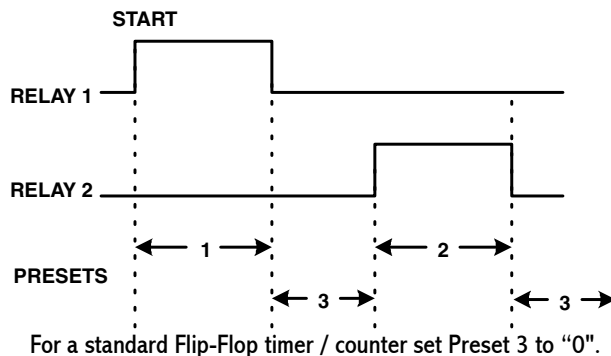 START
RELAY 1
RELAY 2
1 2
PRESETS
3 3
For a standard Flip-Flop timer / counter set Preset 3 to “0".